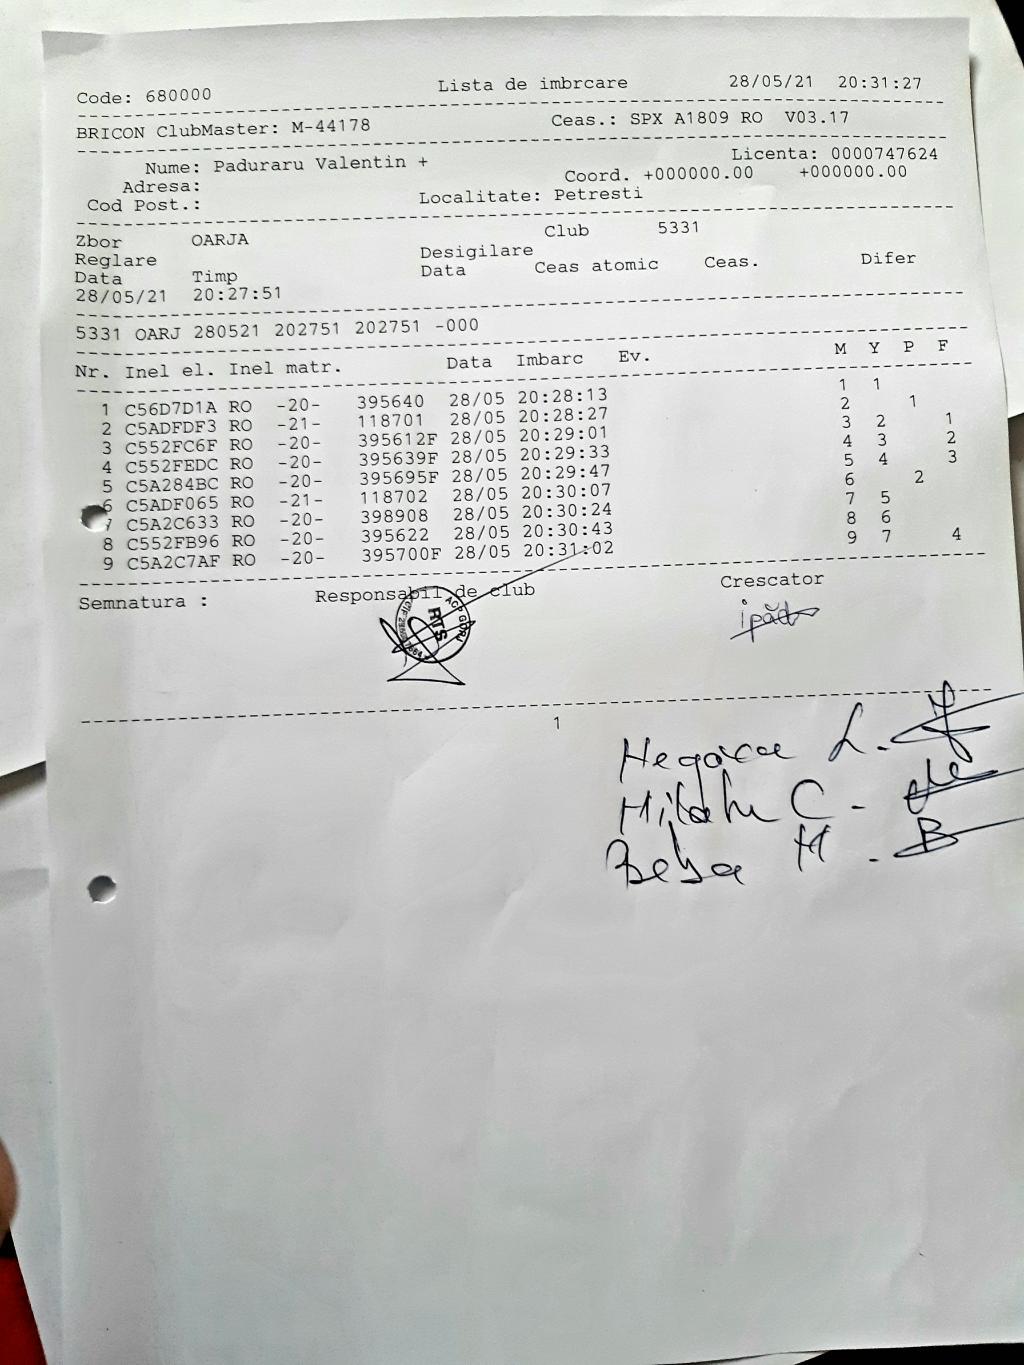 Code: 680000 Lista de imbrcare 28/05/21 20:31:27
BRICON ClubMaster: M-44178 Ceas.: SPX A1809 RO V03.17
Nume: Paduraru Valentin + Licenta: 0000747624
Adresa: Coord. +000000.00 +000000.00
Cod Post.: Localitate: Petresti
Zbor OARJA Club 5331
Reglare Desigilare
Data Timp Data Ceas atomic Ceas. Difer
28/05/21 20:27:51
5331 OARJ 280521 202751 202751 -000
Nr. Inel el. Inel matr. Data Imbarc Ev. M Y P F
1 C56D7D1A RO -20- 395640 28/05 20:28:13 1 1
2 C5ADFDF3 RO -21- 118701 28/05 20:28:27 2 1
3 C552FC6F RO -20- 395612F 28/05 20:29:01 3 2 1
4 C552FEDC RO -20- 395639F 28/05 20:29:33 4 3 2
5 C5A284BC RO -20- 395695F 28/05 20:29:47 5 4 3
6 C5ADF065 RO -21- 118702 28/05 20:30:07 6 2
7 C5A2C633 RO -20- 398908 28/05 20:30:24 7 5
8 C552FB96 RO -20- 395622 28/05 20:30:43 8 6
9 C5A2C7AF RO -20- 395700F 28/05 20:31:02 9 7 4
Semnatura : Responsabil de club Crescator
ACP GORJ
RTS
1
L.
C -
Beba M.